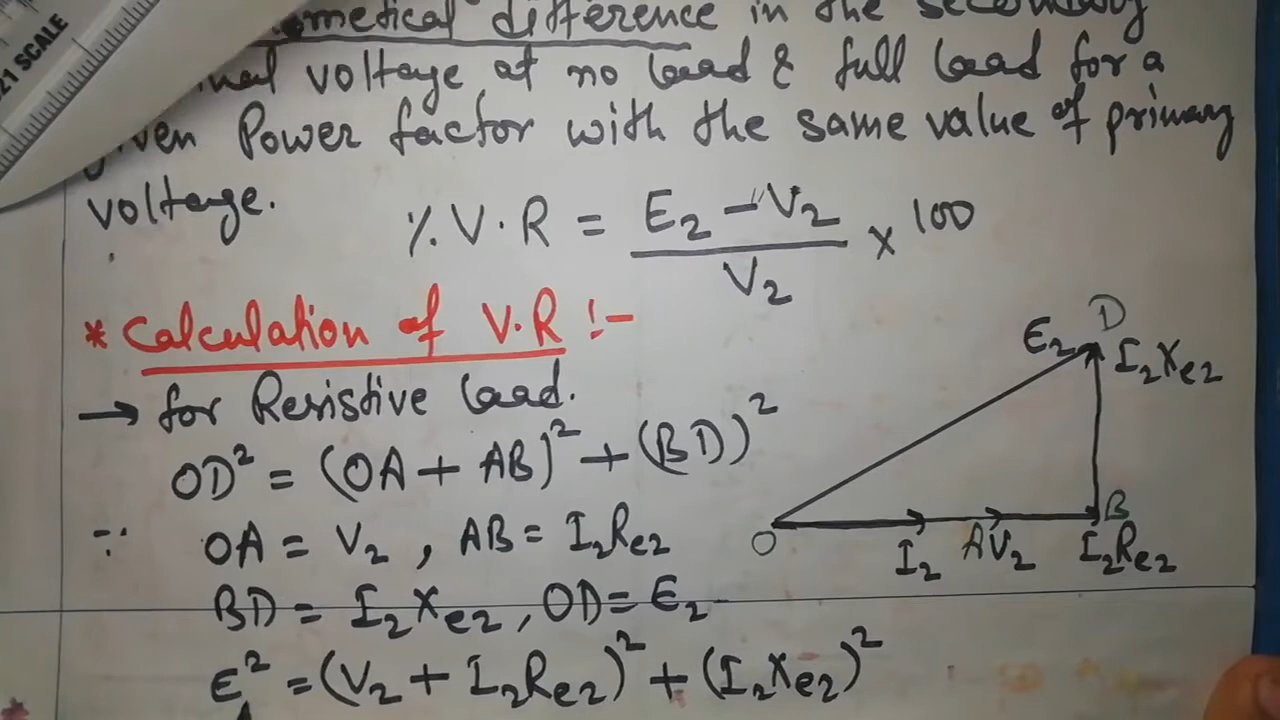 21 SCALE
difference in the
voltage at no load & full load for a
Power factor with the same value of primary
voltage.
% V.R = E₂ - V₂ / V₂ × 100
* Calculation of V.R :-
→ for Resistive load.
OD² = (OA + AB)² + (BD))²
∵ OA = V₂ , AB = I₂Re₂
BD = I₂Xe₂, OD = E₂
E² = (V₂ + I₂Re₂)² + (I₂Xe₂)²
E₂ D
I₂Xe₂
O I₂ A V₂ B
I₂Re₂